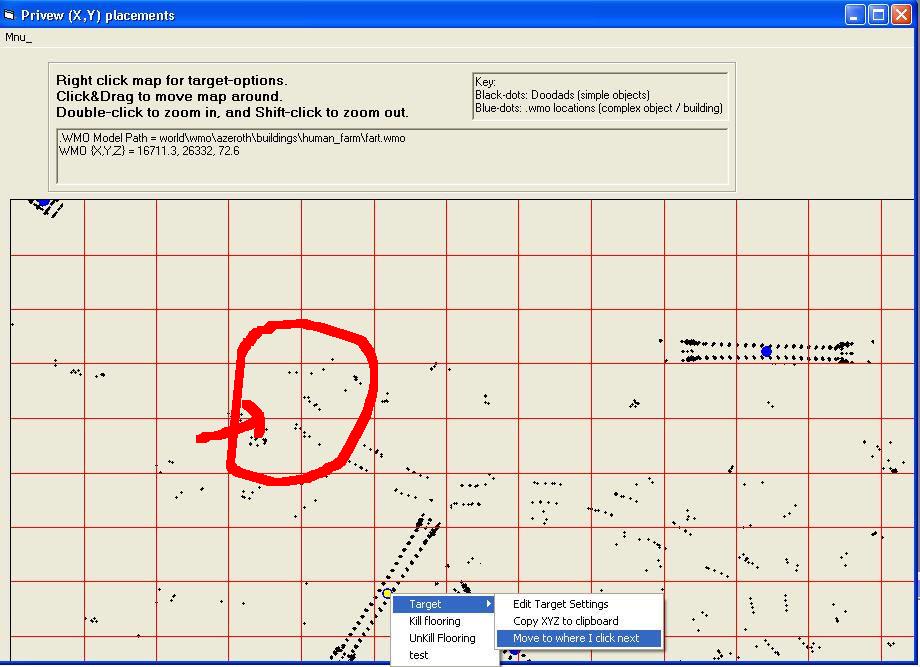 Privew (X,Y) placements
Mnu_
Right click map for target-options.
Click&Drag to move map around.
Double-click to zoom in, and Shift-click to zoom out.
Key:
Black-dots: Doodads (simple objects)
Blue-dots: .wmo locations (complex object / building)
.WMO Model Path = world\wmo\azeroth\buildings\human_farm\fart.wmo
WMO {X,Y,Z} = 16711.3, 26332, 72.6
Target
Kill flooring
UnKill Flooring
test
Edit Target Settings
Copy XYZ to clipboard
Move to where I click next